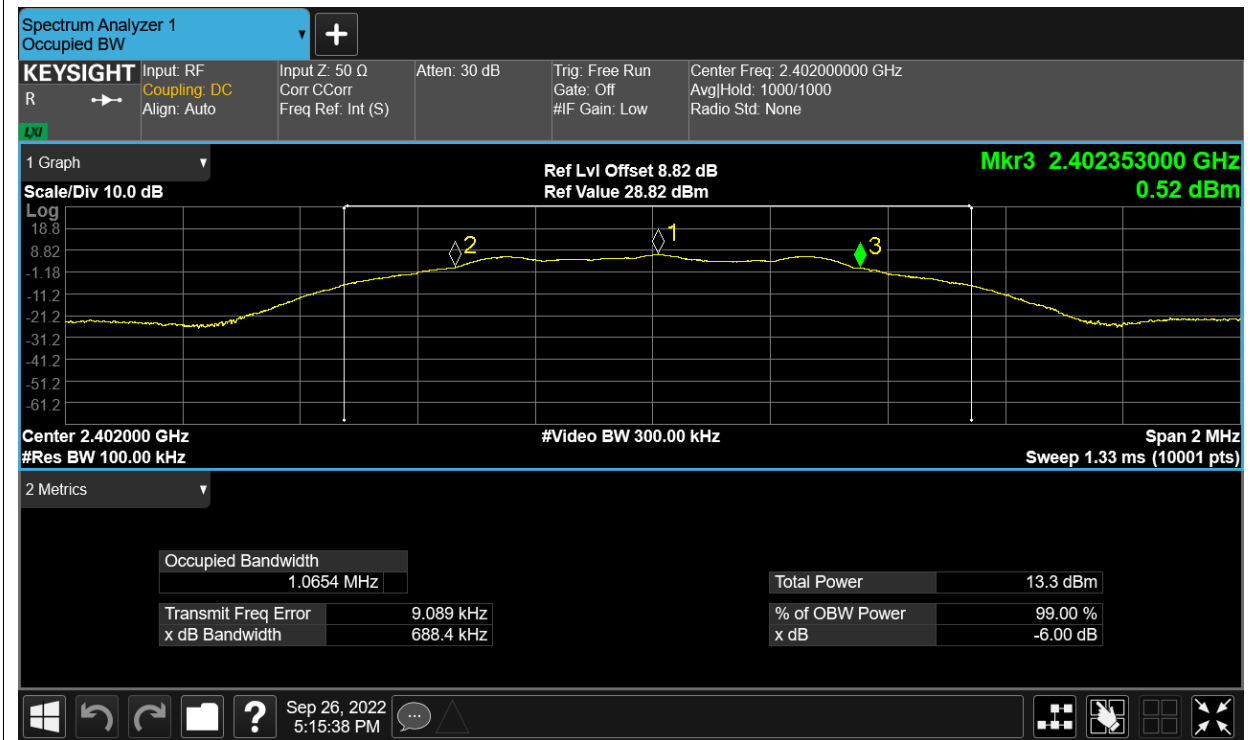 Spectrum Analyzer 1
Occupied BW
+
KEYSIGHT Input: RF Input Z: 50 Ω Atten: 30 dB Trig: Free Run Center Freq: 2.402000000 GHz
R Coupling: DC Corr CCorr Gate: Off Avg|Hold: 1000/1000
Align: Auto Freq Ref: Int (S) #IF Gain: Low Radio Std: None
LXI
1 Graph Ref Lvl Offset 8.82 dB Mkr3 2.402353000 GHz
Scale/Div 10.0 dB Ref Value 28.82 dBm 0.52 dBm
Log
18.8
8.82
-1.18
-11.2
-21.2
-31.2
-41.2
-51.2
-61.2
2
1
3
Center 2.402000 GHz #Video BW 300.00 kHz Span 2 MHz
#Res BW 100.00 kHz Sweep 1.33 ms (10001 pts)
2 Metrics
Occupied Bandwidth
1.0654 MHz Total Power 13.3 dBm
Transmit Freq Error 9.089 kHz % of OBW Power 99.00 %
x dB Bandwidth 688.4 kHz x dB -6.00 dB
? Sep 26, 2022
5:15:38 PM